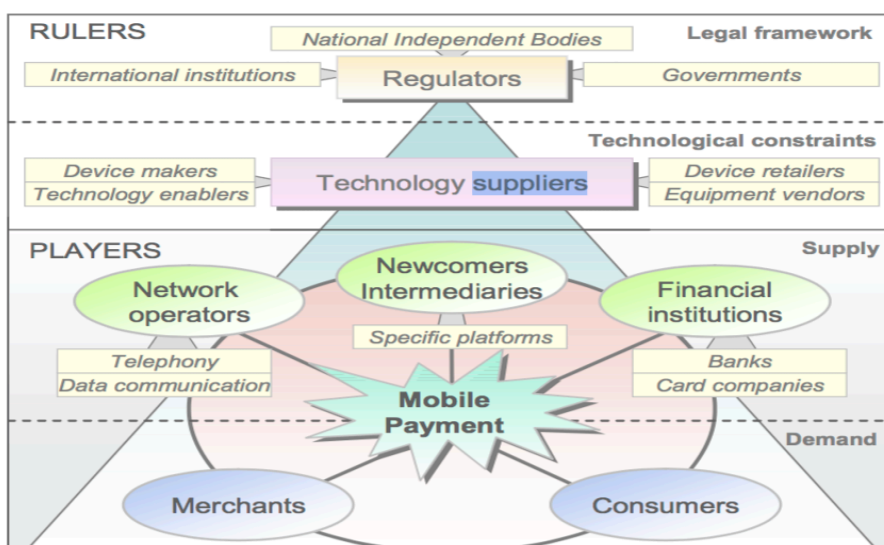 RULERS
National Independent Bodies
Legal framework
International institutions
Regulators
Governments
Technological constraints
Device makers
Technology enablers
Technology suppliers
Device retailers
Equipment vendors
PLAYERS
Supply
Network
operators
Newcomers
Intermediaries
Financial
institutions
Specific platforms
Telephony
Data communication
Banks
Card companies
Mobile
Payment
Demand
Merchants
Consumers